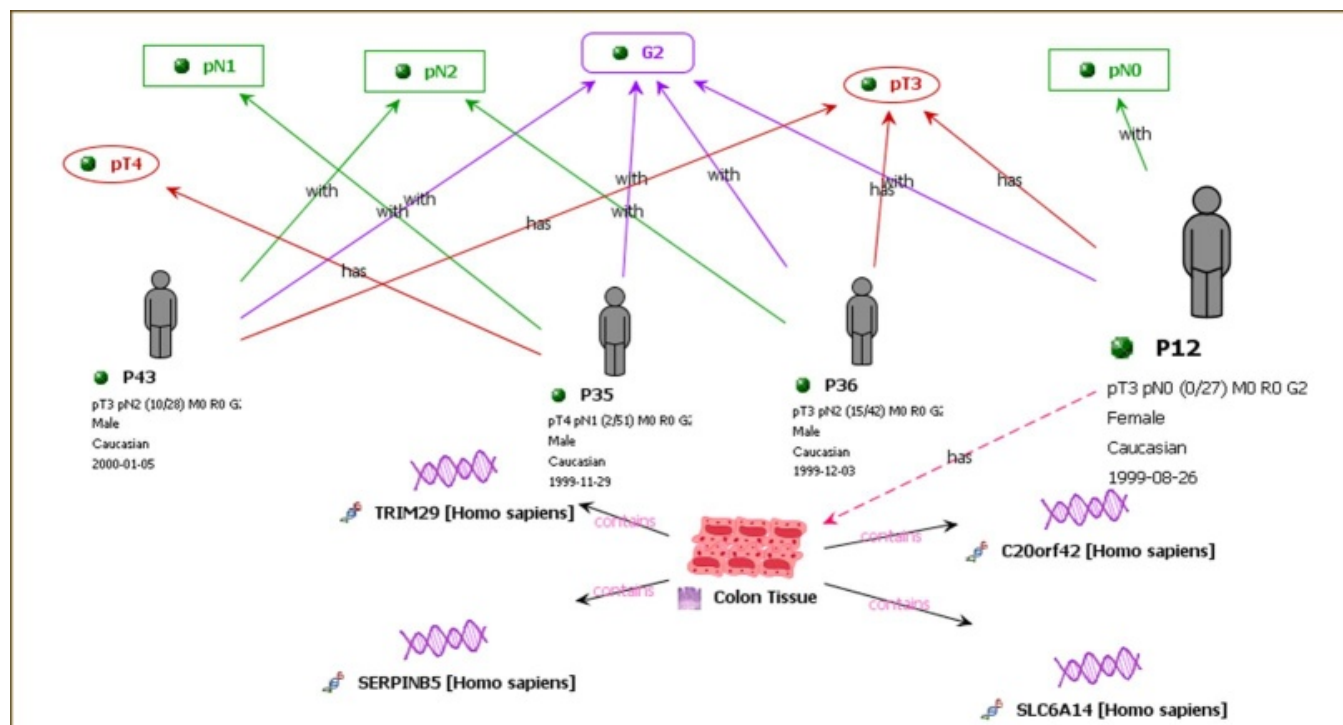 pN1
pN2
G2
pT3
pN0
pT4
with
with
with
with
with
with
has
with
has
with
has
has
P43
pT3 pN2 (10/28) M0 R0 G2
Male
Caucasian
2000-01-05
P35
pT4 pN1 (2/51) M0 R0 G2
Male
Caucasian
1999-11-29
P36
pT3 pN2 (15/42) M0 R0 G2
Male
Caucasian
1999-12-03
P12
pT3 pN0 (0/27) M0 R0 G2
Female
Caucasian
1999-08-26
has
TRIM29 [Homo sapiens]
contains
contains
C20orf42 [Homo sapiens]
contains
Colon Tissue
contains
SERPINB5 [Homo sapiens]
SLC6A14 [Homo sapiens]